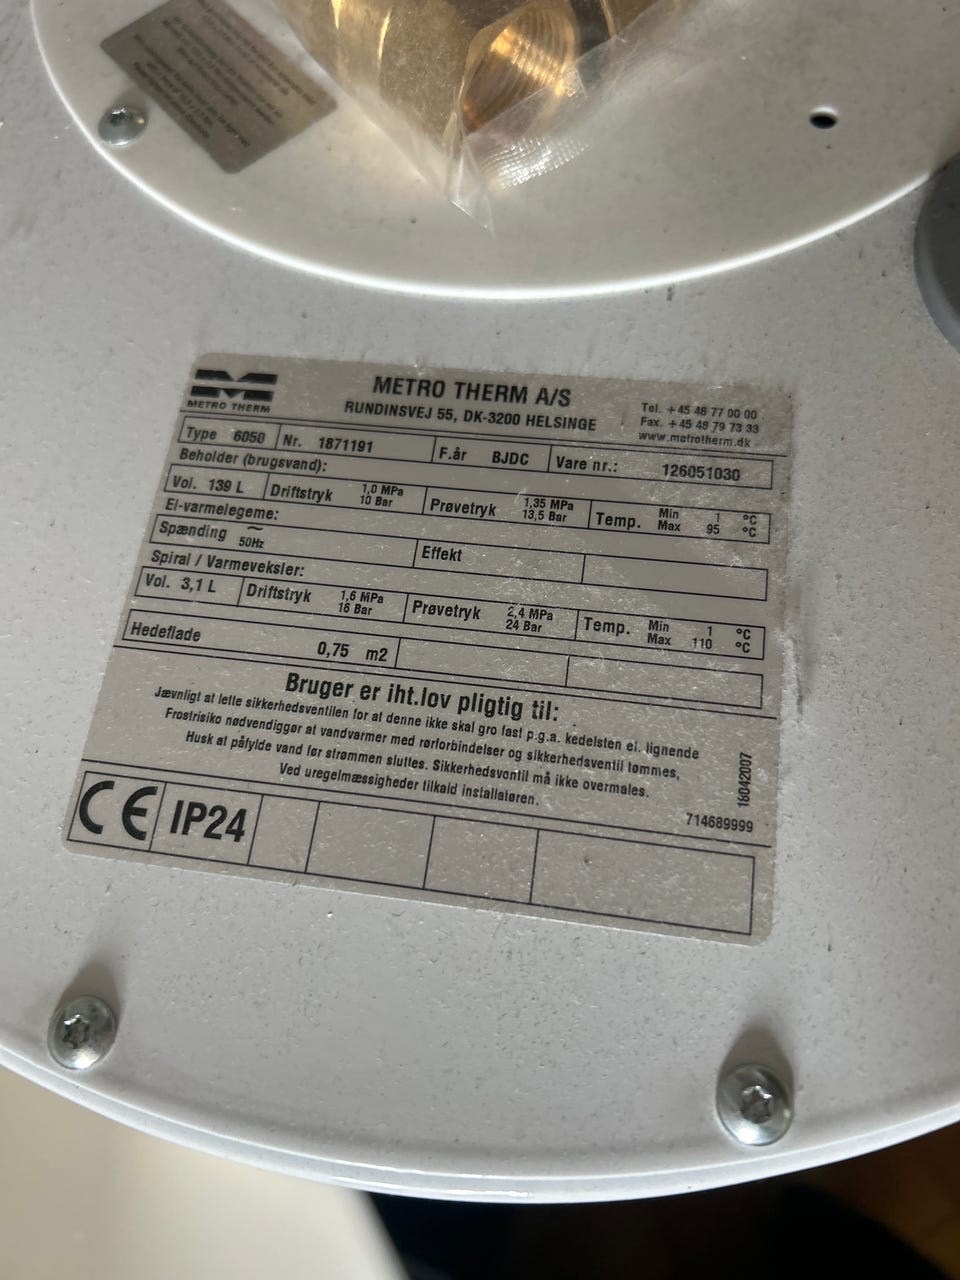 METRO THERM
METRO THERM A/S
RUNDINSVEJ 55, DK-3200 HELSINGE
Tel. +45 48 77 00 00
Fax. +45 48 79 73 33
www.metrotherm.dk
Type 6050 Nr. 1871191 F.år BJDC Vare nr.: 126051030
Beholder (brugsvand):
Vol. 139 L Driftstryk 1,0 MPa 10 Bar Prøvetryk 1,35 MPa 13,5 Bar Temp. Min 1 °C Max 95 °C
El-varmelegeme:
Spænding ~ 50Hz Effekt
Spiral / Varmeveksler:
Vol. 3,1 L Driftstryk 1,6 MPa 16 Bar Prøvetryk 2,4 MPa 24 Bar Temp. Min 1 °C Max 110 °C
Hedeflade 0,75 m2
Bruger er iht.lov pligtig til:
Jævnligt at lette sikkerhedsventilen for at denne ikke skal gro fast p.g.a. kedelsten el. lignende
Frostrisiko nødvendiggør at vandvarmer med rørforbindelser og sikkerhedsventil tømmes,
Husk at påfylde vand før strømmen sluttes. Sikkerhedsventil må ikke overmales.
Ved uregelmæssigheder tilkald installatøren.
16042007
714689999
CE IP24